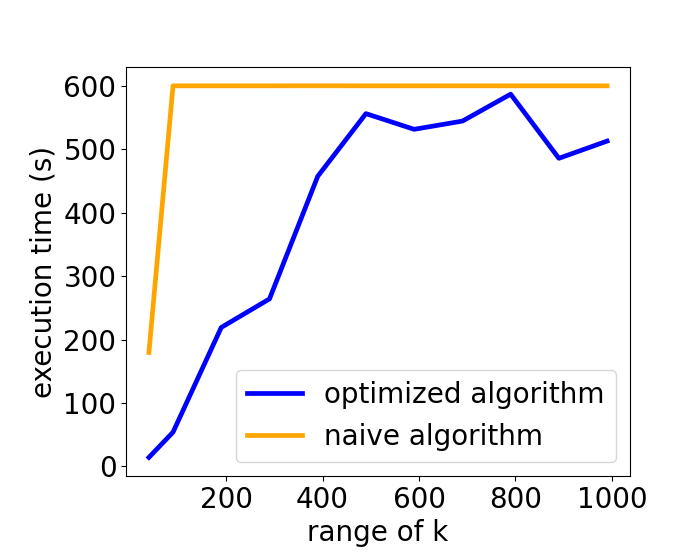 execution time (s)
600
500
400
300
200
100
0
optimized algorithm
naive algorithm
200 400 600 800 1000
range of k